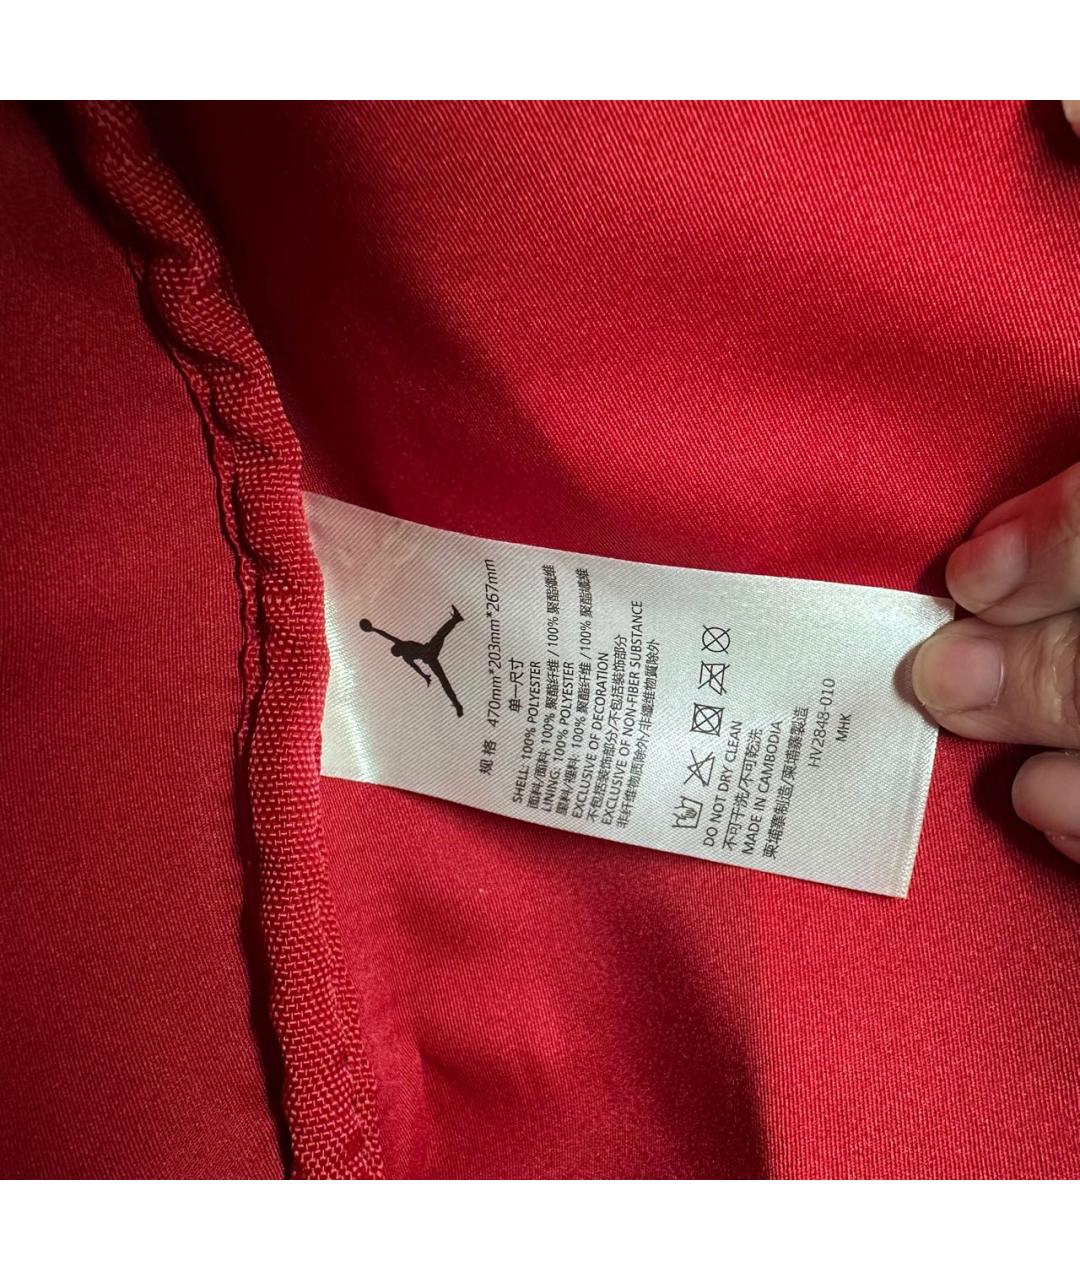 规 格 470mm*203mm*267mm
单一尺寸
SHELL: 100% POLYESTER
面料/面料: 100% 聚酯纤维 / 100% 聚酯纖維
LINING: 100% POLYESTER
里料/裡料: 100% 聚酯纤维 / 100% 聚酯纖維
EXCLUSIVE OF DECORATION
不包括装饰部分/不包括裝飾部分
EXCLUSIVE OF NON-FIBER SUBSTANCE
非纤维物质除外/非纖维物質除外
DO NOT DRY CLEAN
不可干洗/不可乾洗
MADE IN CAMBODIA
柬埔寨制造/柬埔寨製造
HV2848-010
MHK